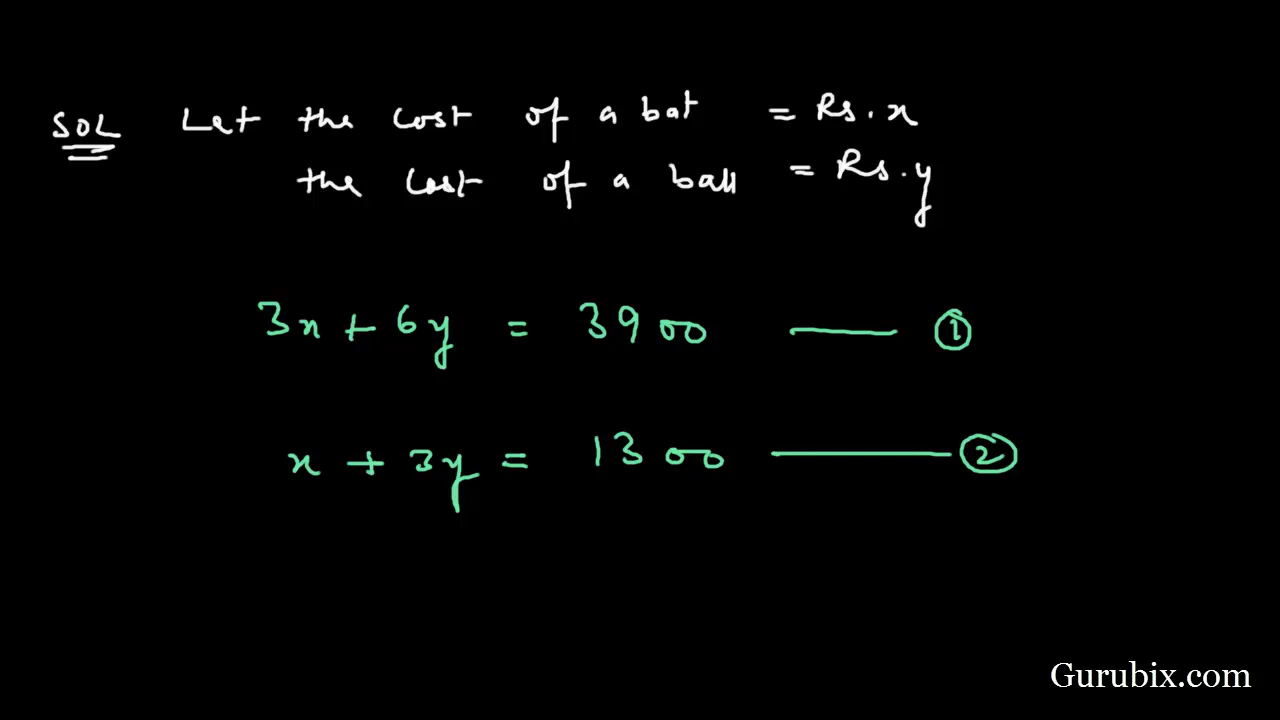 SOL Let the cost of a bat = Rs. x
the cost of a ball = Rs. y
3x + 6y = 3900 —— ①
x + 3y = 1300 ——— ②
Gurubix.com